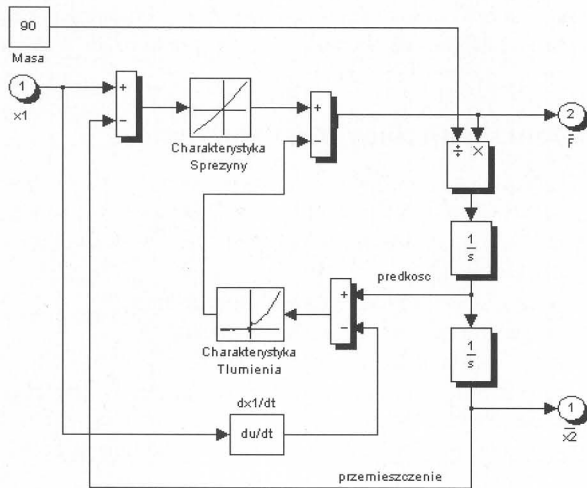 90
Masa
1
x1
+
−
Charakterystyka
Sprezyny
+
−
2
F
÷ ×
1
s
predkosc
+
−
Charakterystyka
Tlumienia
1
s
dx1/dt
du/dt
1
x2
przemieszczenie